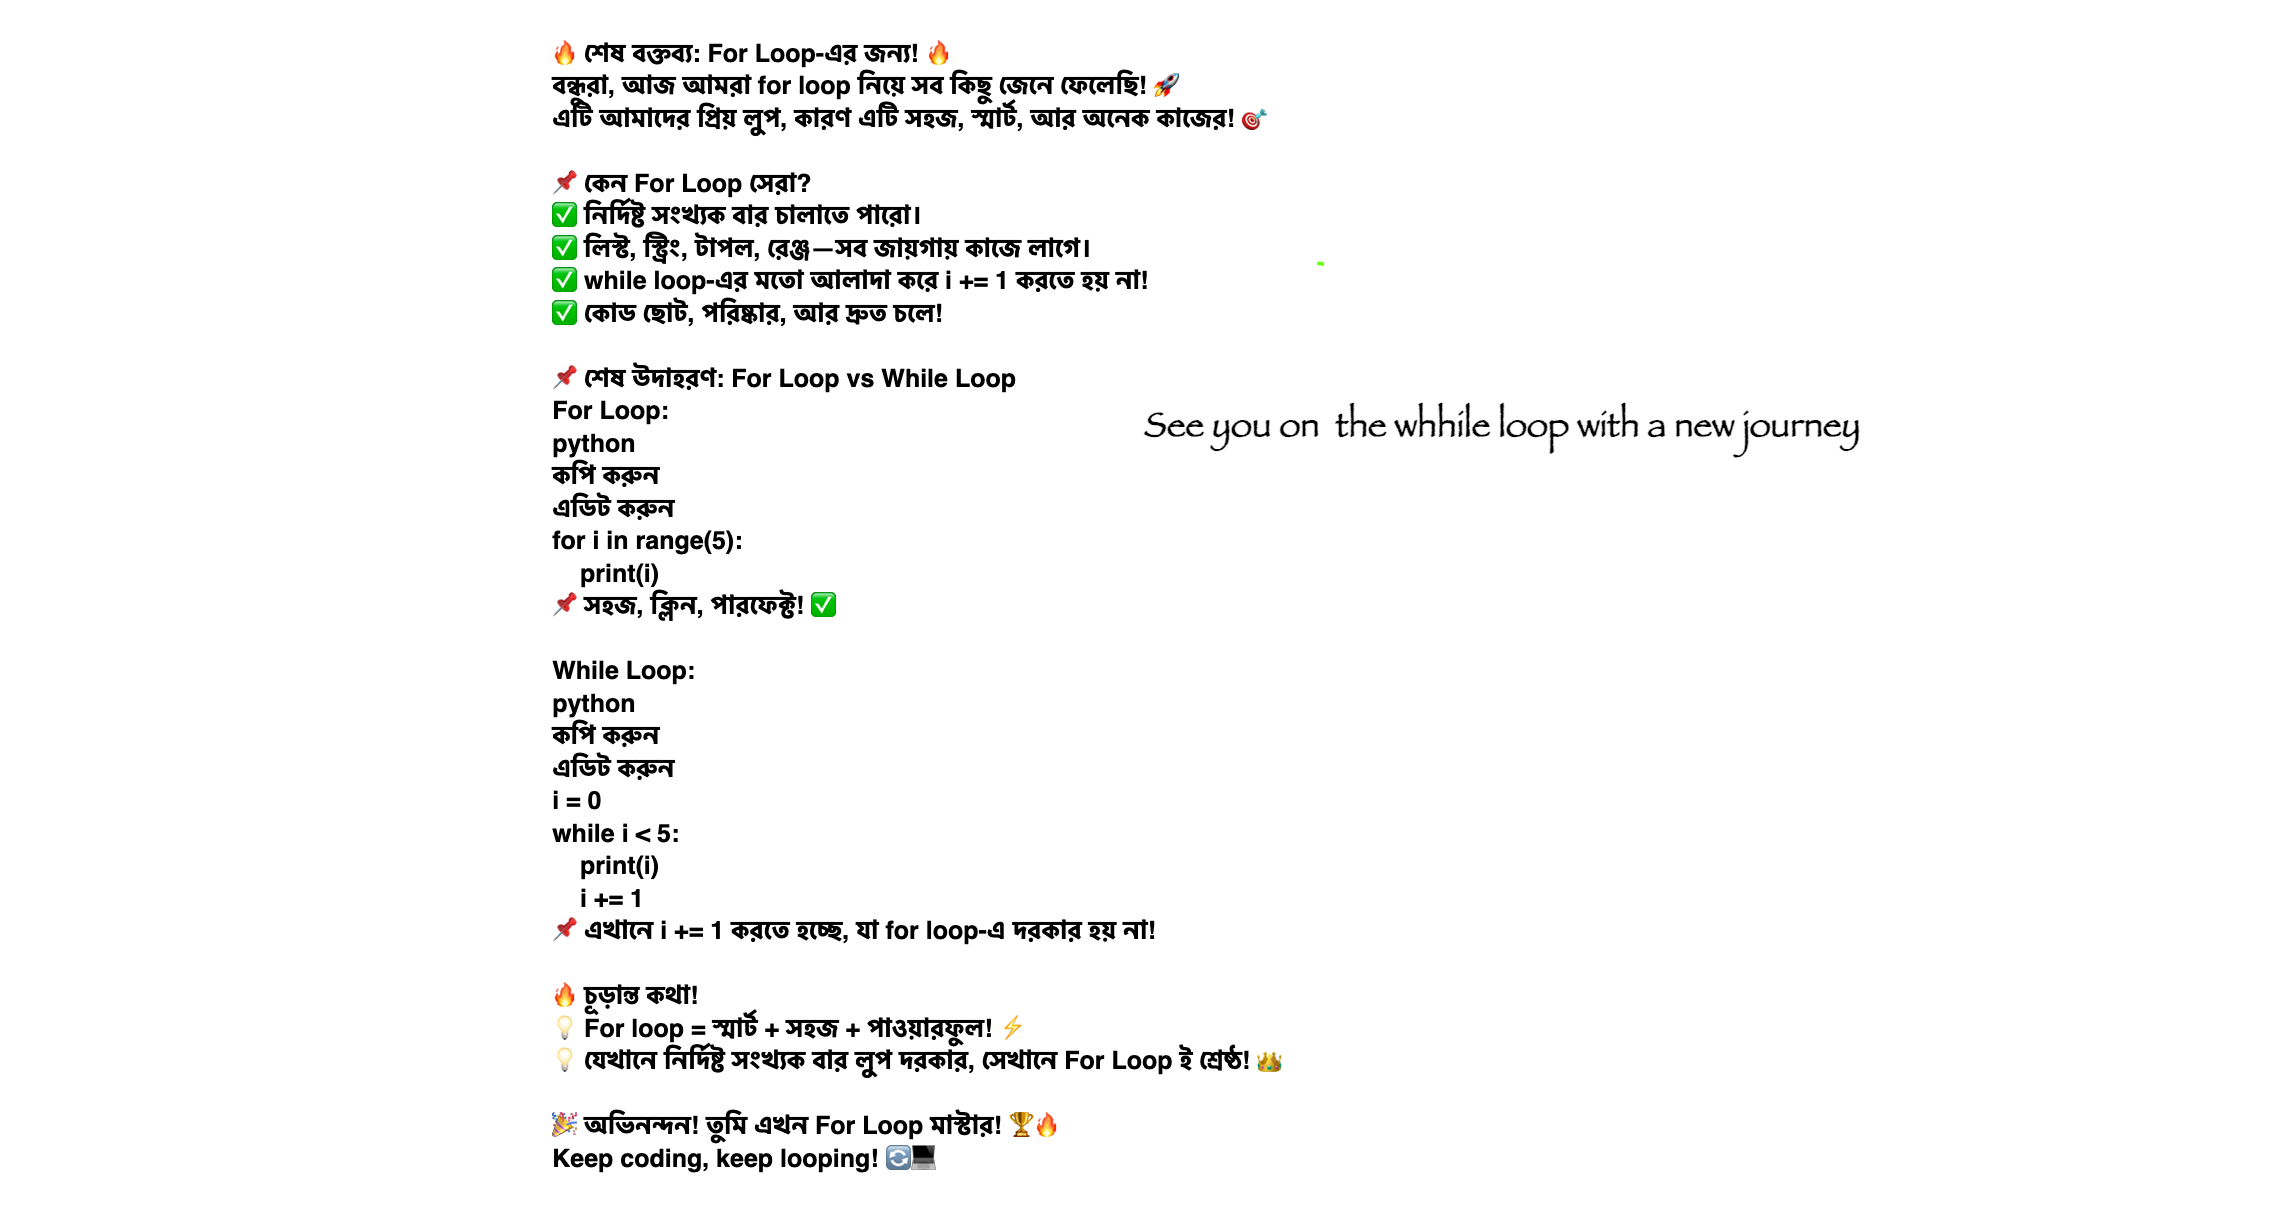 🔥 শেষ বক্তব্য: For Loop-এর জন্য! 🔥
বন্ধুরা, আজ আমরা for loop নিয়ে সব কিছু জেনে ফেলেছি! 🚀
এটি আমাদের প্রিয় লুপ, কারণ এটি সহজ, স্মার্ট, আর অনেক কাজের! 🎯
📌 কেন For Loop সেরা?
✅ নির্দিষ্ট সংখ্যক বার চালাতে পারো।
✅ লিস্ট, স্ট্রিং, টাপল, রেঞ্জ—সব জায়গায় কাজে লাগে।
✅ while loop-এর মতো আলাদা করে i += 1 করতে হয় না!
✅ কোড ছোট, পরিষ্কার, আর দ্রুত চলে!
📌 শেষ উদাহরণ: For Loop vs While Loop
For Loop:
python
কপি করুন
এডিট করুন
for i in range(5):
    print(i)
📌 সহজ, ক্লিন, পারফেক্ট! ✅
While Loop:
python
কপি করুন
এডিট করুন
i = 0
while i < 5:
    print(i)
    i += 1
📌 এখানে i += 1 করতে হচ্ছে, যা for loop-এ দরকার হয় না!
🔥 চূড়ান্ত কথা!
💡 For loop = স্মার্ট + সহজ + পাওয়ারফুল! ⚡
💡 যেখানে নির্দিষ্ট সংখ্যক বার লুপ দরকার, সেখানে For Loop ই শ্রেষ্ঠ! 👑
🎉 অভিনন্দন! তুমি এখন For Loop মাস্টার! 🏆🔥
Keep coding, keep looping! 🔄💻
See you on  the whhile loop with a new journey